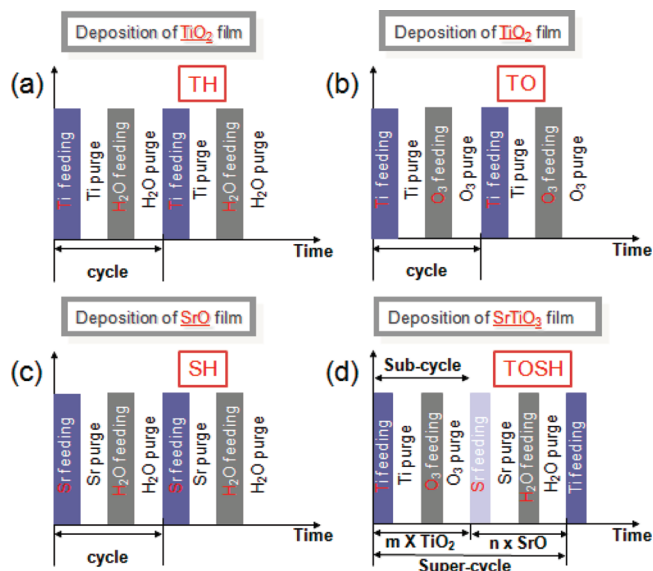 Deposition of TiO2 film
(a)
TH
Ti feeding
Ti purge
H2O feeding
H2O purge
Ti feeding
Ti purge
H2O feeding
H2O purge
Time
cycle
Deposition of TiO2 film
(b)
TO
Ti feeding
Ti purge
O3 feeding
O3 purge
Ti feeding
Ti purge
O3 feeding
O3 purge
Time
cycle
Deposition of SrO film
(c)
SH
Sr feeding
Sr purge
H2O feeding
H2O purge
Sr feeding
Sr purge
H2O feeding
H2O purge
Time
cycle
Deposition of SrTiO3 film
(d)
TOSH
Sub-cycle
Ti feeding
Ti purge
O3 feeding
O3 purge
Sr feeding
Sr purge
H2O feeding
H2O purge
Ti feeding
Time
m X TiO2
n x SrO
Super-cycle